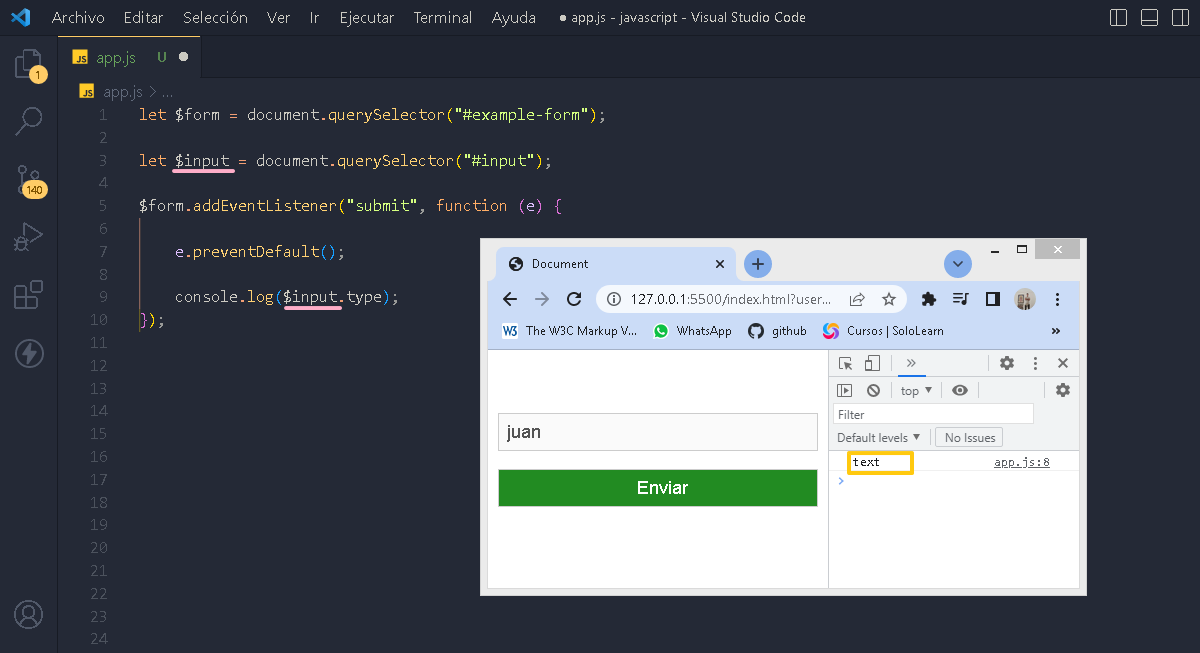 Archivo Editar Selección Ver Ir Ejecutar Terminal Ayuda ● app.js - javascript - Visual Studio Code
JS app.js U ●
JS app.js > ...
1 let $form = document.querySelector("#example-form");
2
3 let $input = document.querySelector("#input");
4
5 $form.addEventListener("submit", function (e) {
6
7 e.preventDefault();
8
9 console.log($input.type);
10 });
11
12
13
14
15
16
17
18
19
20
21
22
23
24
1
140
Document
127.0.0.1:5500/index.html?user...
W3 The W3C Markup V... WhatsApp github Cursos | SoloLearn »
juan
Enviar
»
top ▼
Filter
Default levels ▼ No Issues
text app.js:8
>